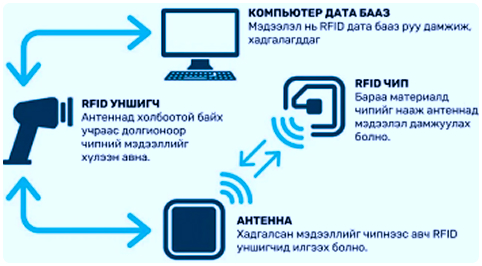 КОМПЬЮТЕР ДАТА БААЗ
Мэдээлэл нь RFID дата бааз руу дамжиж,
хадгалагддаг
RFID УНШИГЧ
Антеннад холбоотой байх
учраас долгионоор
чипний мэдээллийг
хүлээн авна.
RFID ЧИП
Бараа материалд
чипийг нааж антеннад
мэдээлэл дамжуулах
болно.
АНТЕННА
Хадгалсан мэдээллийг чипнээс авч RFID
уншигчид илгээх болно.